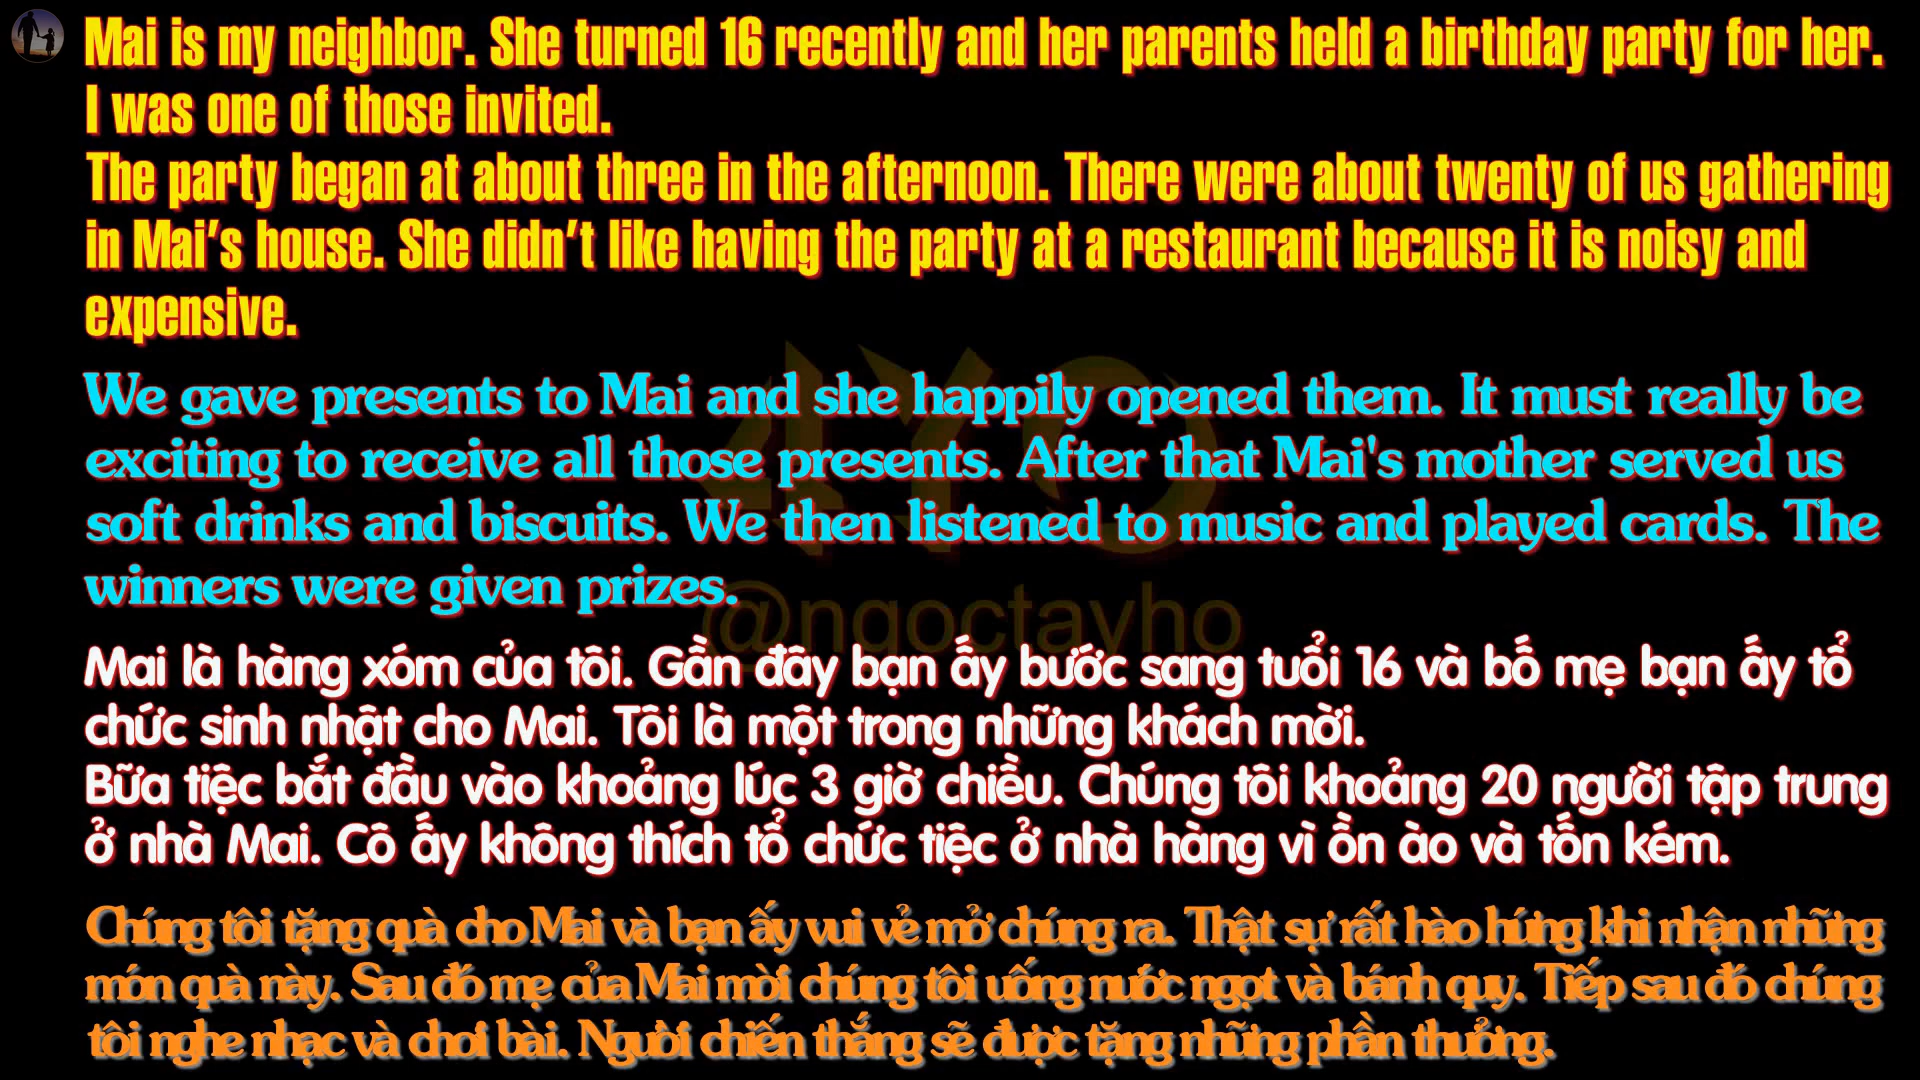 Mai is my neighbor. She turned 16 recently and her parents held a birthday party for her.
I was one of those invited.
The party began at about three in the afternoon. There were about twenty of us gathering
in Mai’s house. She didn’t like having the party at a restaurant because it is noisy and
expensive.
We gave presents to Mai and she happily opened them. It must really be
exciting to receive all those presents. After that Mai's mother served us
soft drinks and biscuits. We then listened to music and played cards. The
winners were given prizes.
4YO
@ngoctayho
Mai là hàng xóm của tôi. Gần đây bạn ấy bước sang tuổi 16 và bố mẹ bạn ấy tổ
chức sinh nhật cho Mai. Tôi là một trong những khách mời.
Bữa tiệc bắt đầu vào khoảng lúc 3 giờ chiều. Chúng tôi khoảng 20 người tập trung
ở nhà Mai. Cô ấy không thích tổ chức tiệc ở nhà hàng vì ồn ào và tốn kém.
Chúng tôi tặng quà cho Mai và bạn ấy vui vẻ mở chúng ra. Thật sự rất hào hứng khi nhận những
món quà này. Sau đó mẹ của Mai mời chúng tôi uống nước ngọt và bánh quy. Tiếp sau đó chúng
tôi nghe nhạc và chơi bài. Người chiến thắng sẽ được tặng những phần thưởng.